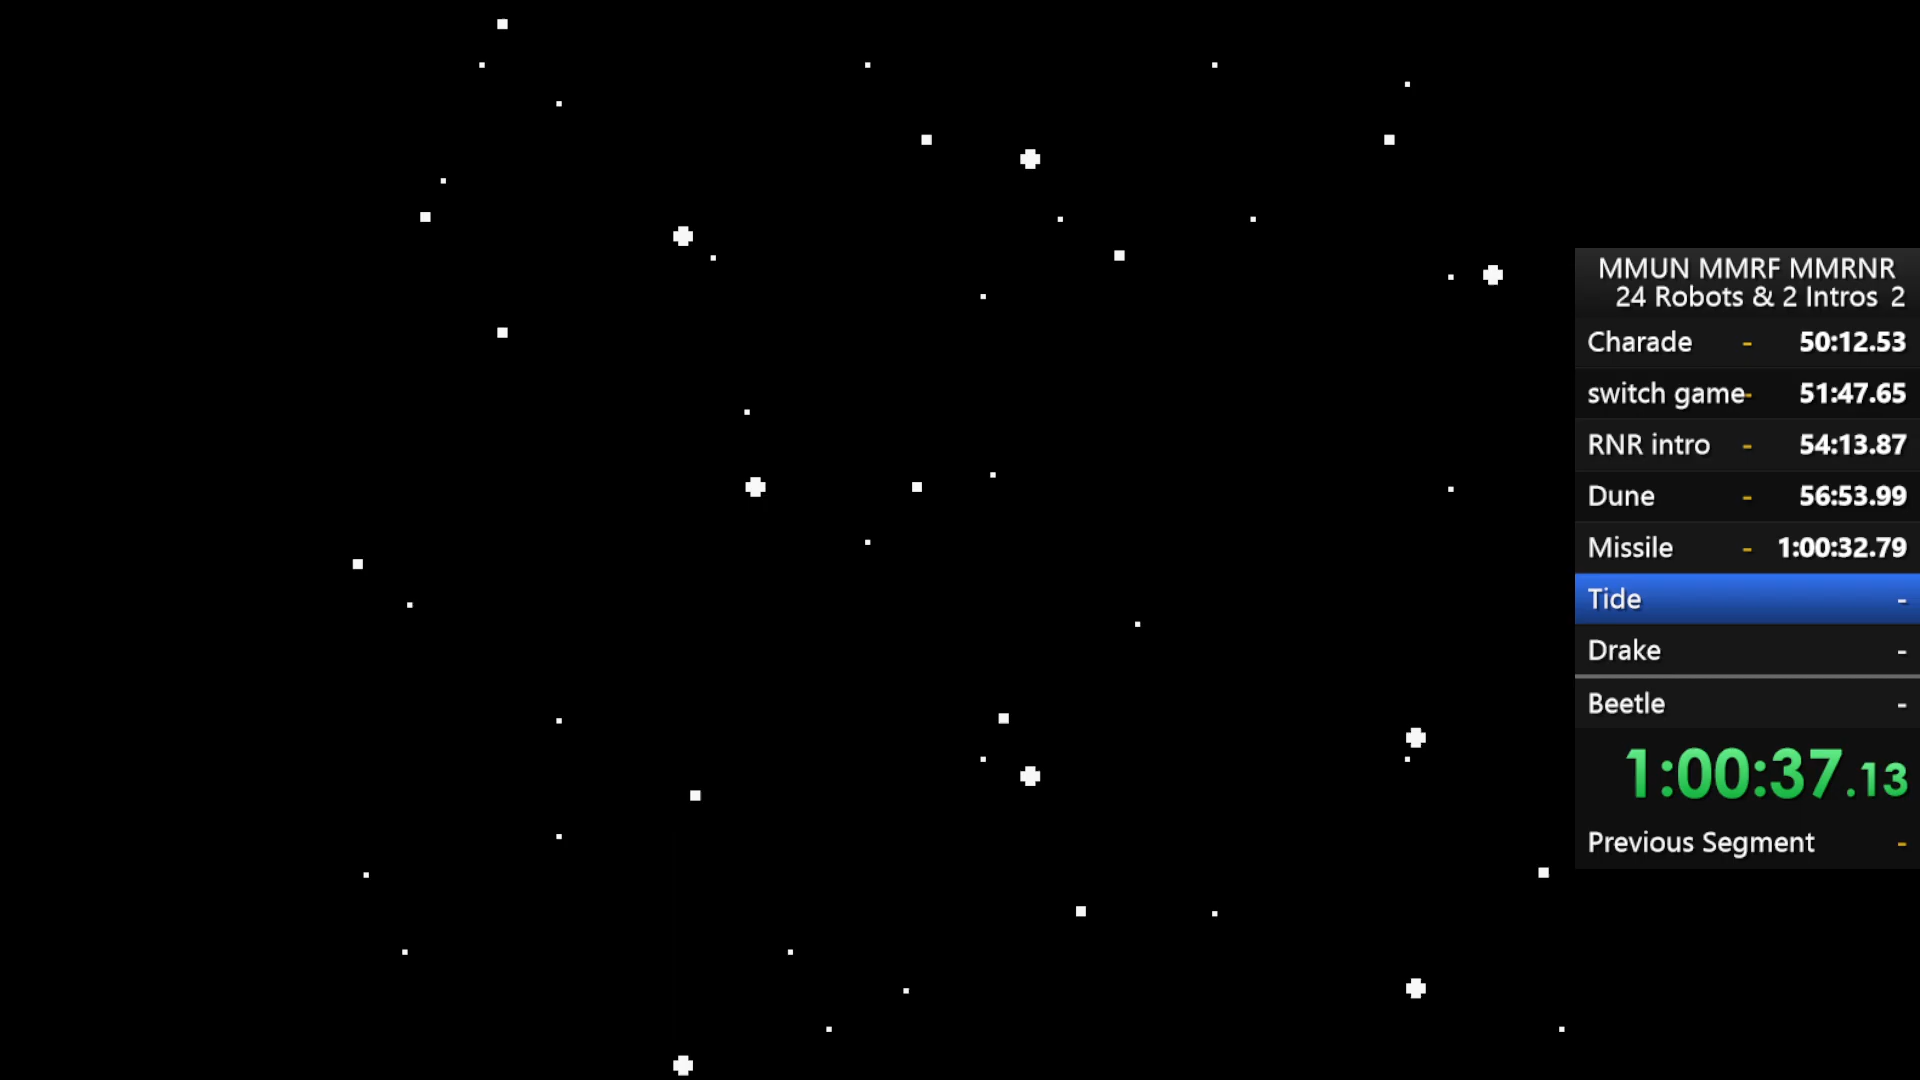 MMUN MMRF MMRNR
24 Robots & 2 Intros 2
Charade - 50:12.53
switch game- 51:47.65
RNR intro - 54:13.87
Dune - 56:53.99
Missile - 1:00:32.79
Tide -
Drake -
Beetle -
1:00:37.13
Previous Segment -